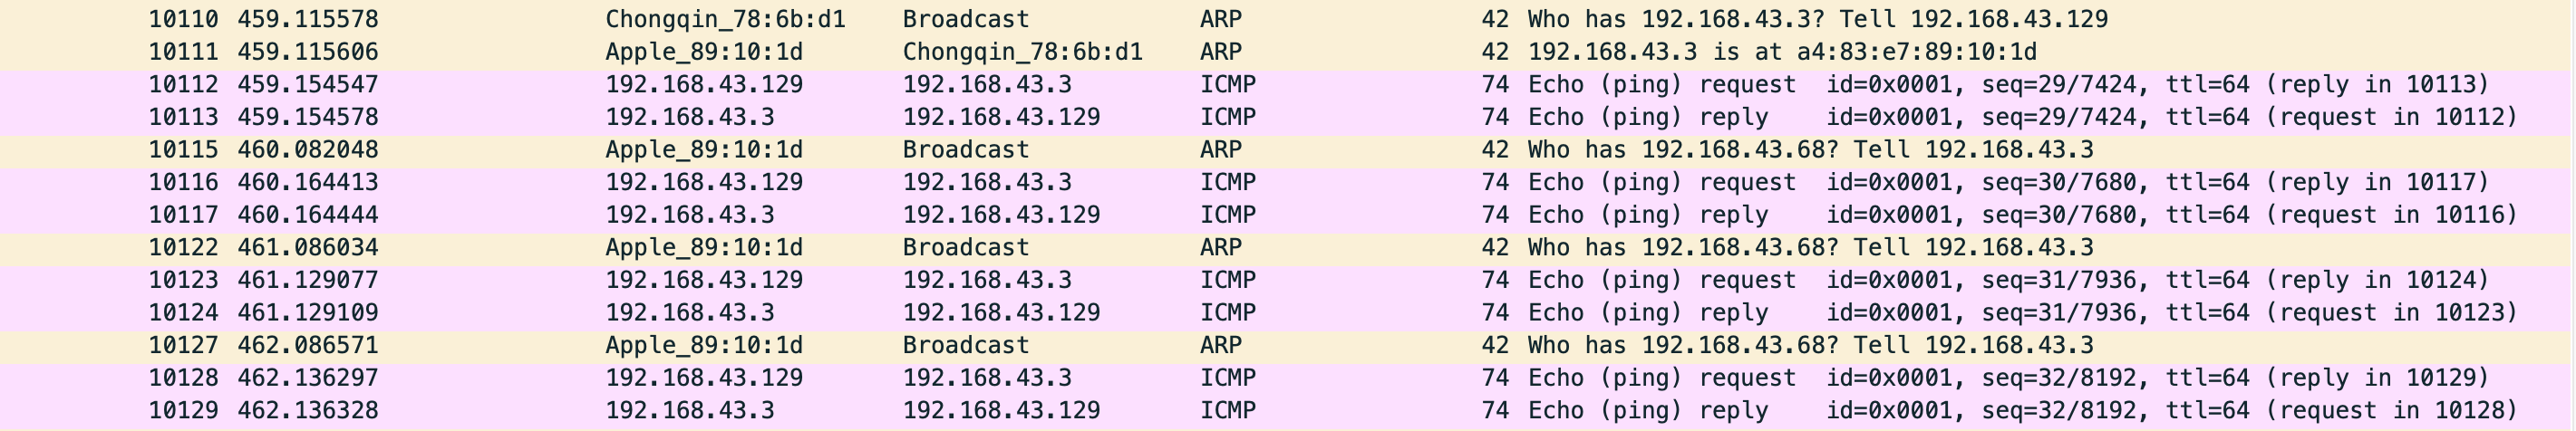 10110 459.115578 Chongqin_78:6b:d1 Broadcast ARP 42 Who has 192.168.43.3? Tell 192.168.43.129
10111 459.115606 Apple_89:10:1d Chongqin_78:6b:d1 ARP 42 192.168.43.3 is at a4:83:e7:89:10:1d
10112 459.154547 192.168.43.129 192.168.43.3 ICMP 74 Echo (ping) request id=0x0001, seq=29/7424, ttl=64 (reply in 10113)
10113 459.154578 192.168.43.3 192.168.43.129 ICMP 74 Echo (ping) reply id=0x0001, seq=29/7424, ttl=64 (request in 10112)
10115 460.082048 Apple_89:10:1d Broadcast ARP 42 Who has 192.168.43.68? Tell 192.168.43.3
10116 460.164413 192.168.43.129 192.168.43.3 ICMP 74 Echo (ping) request id=0x0001, seq=30/7680, ttl=64 (reply in 10117)
10117 460.164444 192.168.43.3 192.168.43.129 ICMP 74 Echo (ping) reply id=0x0001, seq=30/7680, ttl=64 (request in 10116)
10122 461.086034 Apple_89:10:1d Broadcast ARP 42 Who has 192.168.43.68? Tell 192.168.43.3
10123 461.129077 192.168.43.129 192.168.43.3 ICMP 74 Echo (ping) request id=0x0001, seq=31/7936, ttl=64 (reply in 10124)
10124 461.129109 192.168.43.3 192.168.43.129 ICMP 74 Echo (ping) reply id=0x0001, seq=31/7936, ttl=64 (request in 10123)
10127 462.086571 Apple_89:10:1d Broadcast ARP 42 Who has 192.168.43.68? Tell 192.168.43.3
10128 462.136297 192.168.43.129 192.168.43.3 ICMP 74 Echo (ping) request id=0x0001, seq=32/8192, ttl=64 (reply in 10129)
10129 462.136328 192.168.43.3 192.168.43.129 ICMP 74 Echo (ping) reply id=0x0001, seq=32/8192, ttl=64 (request in 10128)